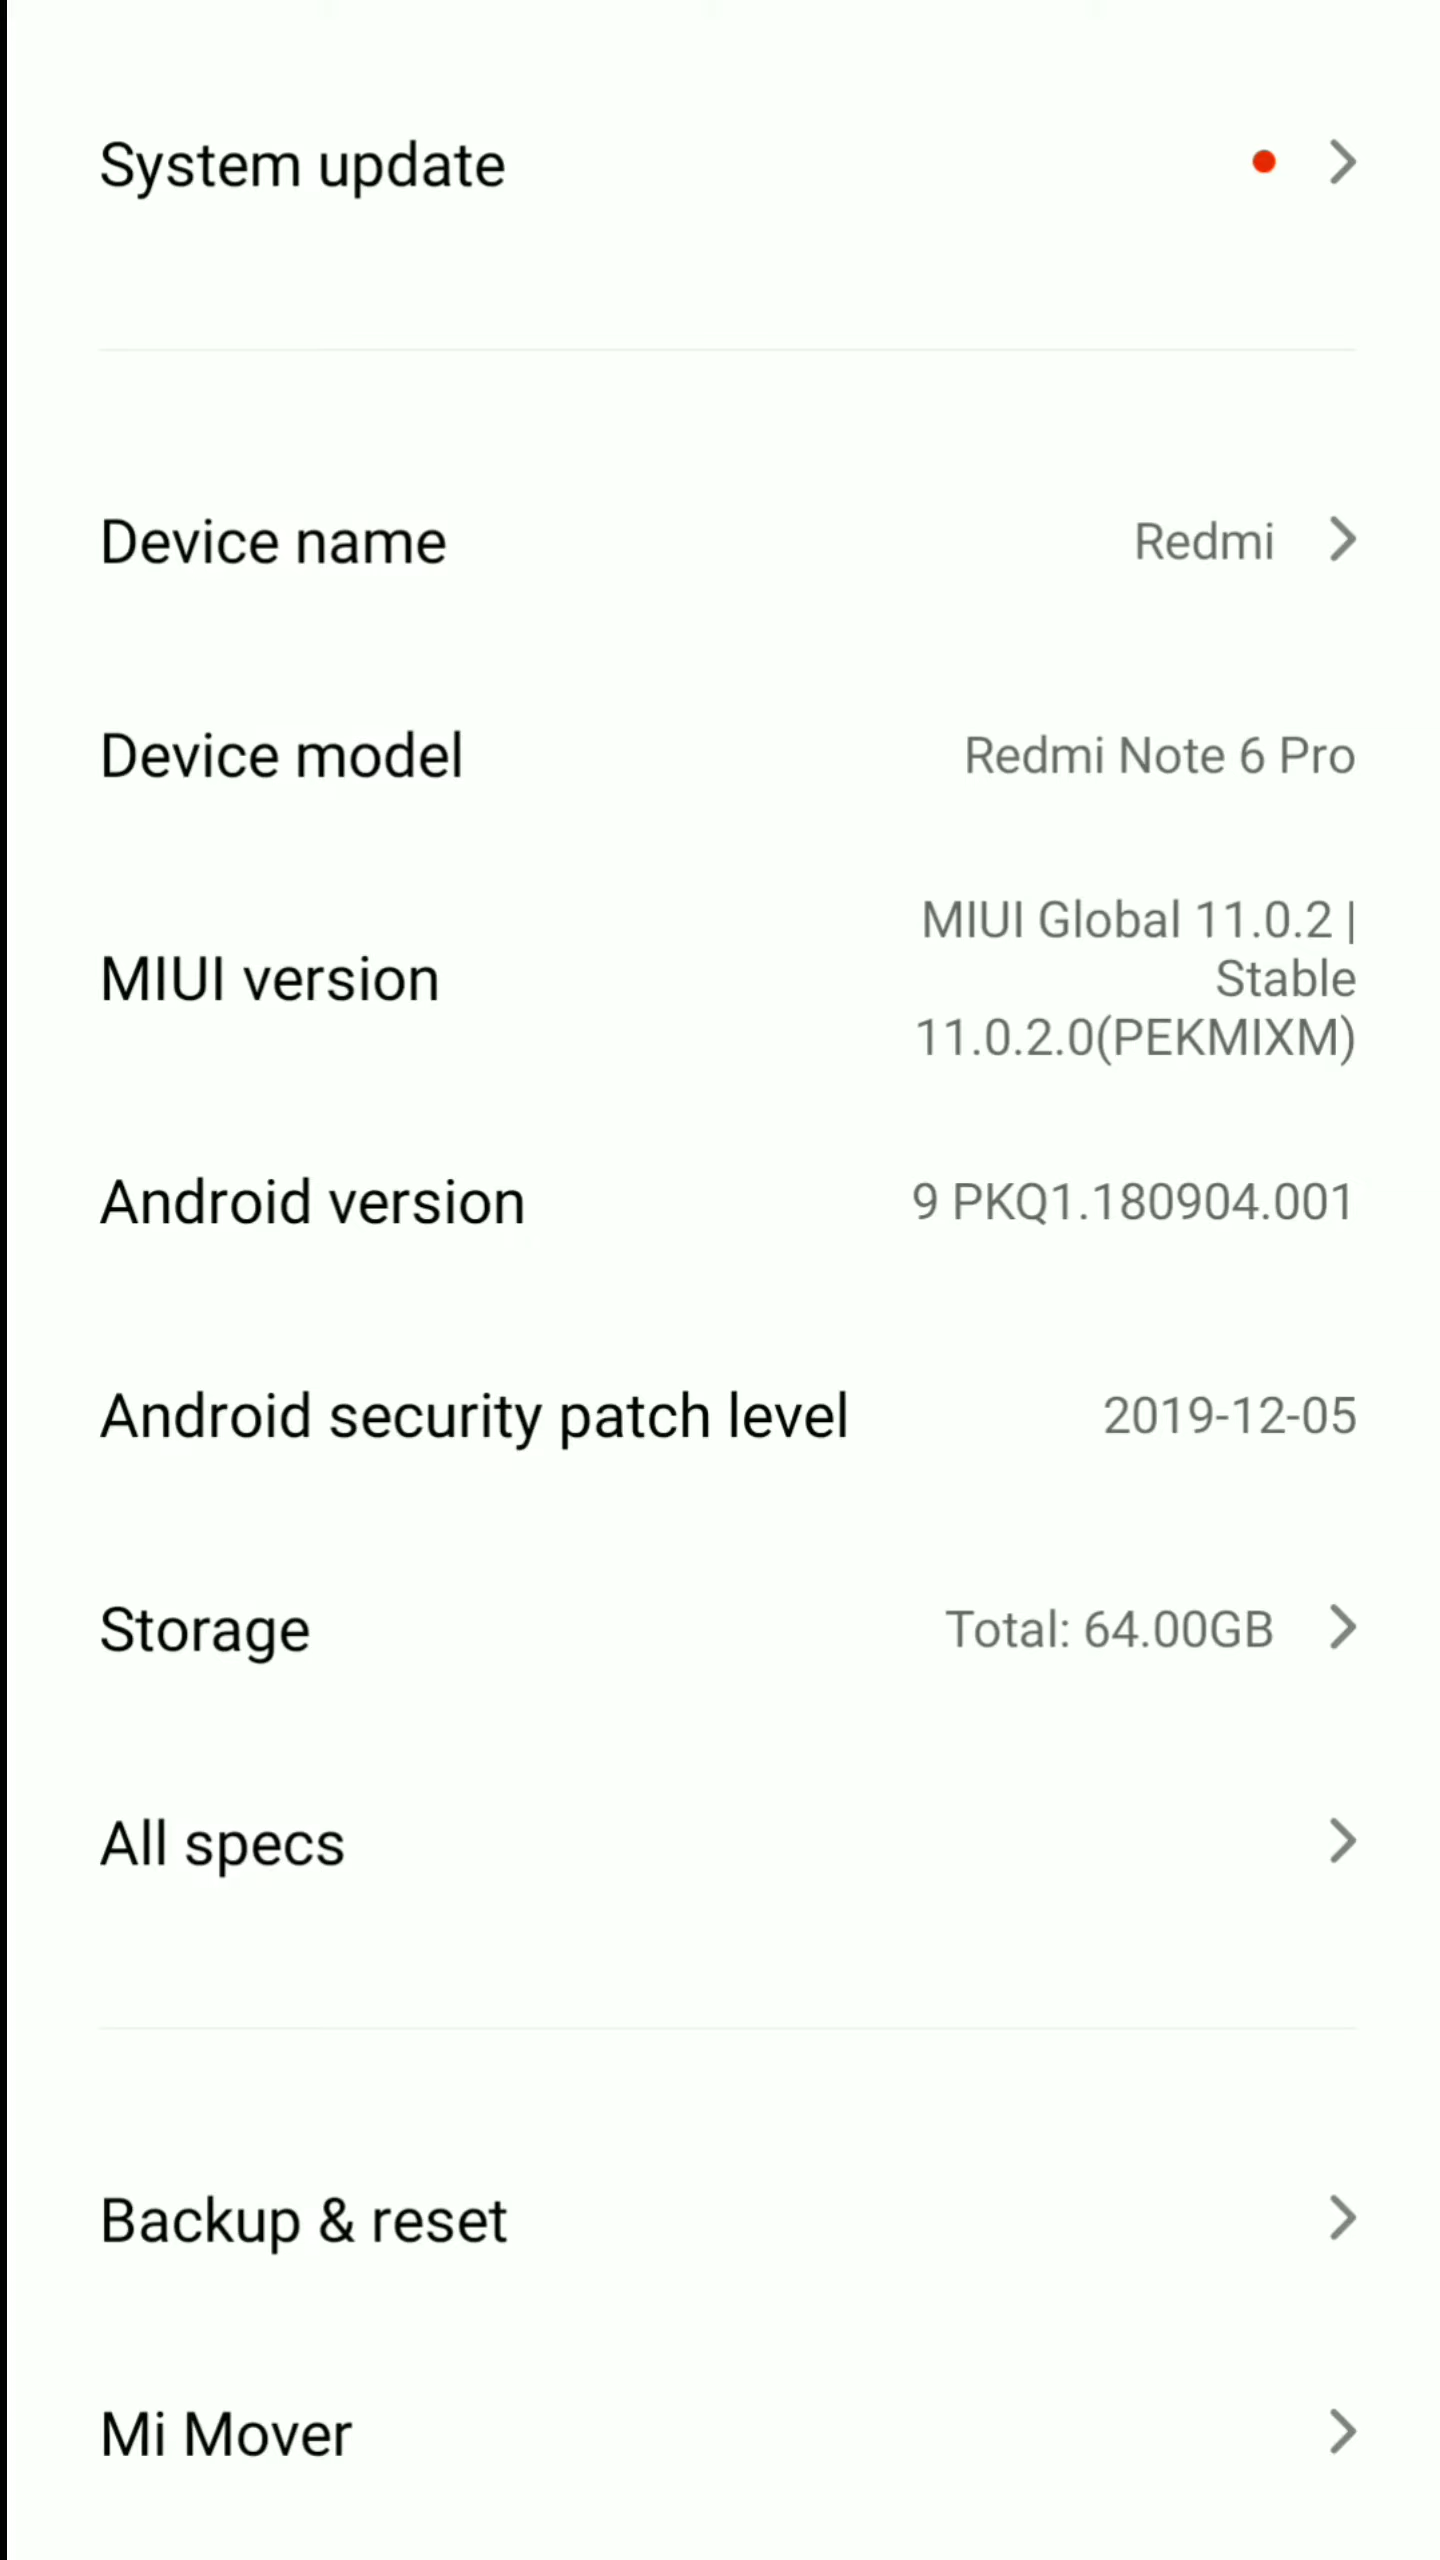 System update
Device name Redmi
Device model Redmi Note 6 Pro
MIUI version MIUI Global 11.0.2 |
Stable
11.0.2.0(PEKMIXM)
Android version 9 PKQ1.180904.001
Android security patch level 2019-12-05
Storage Total: 64.00GB
All specs
Backup & reset
Mi Mover